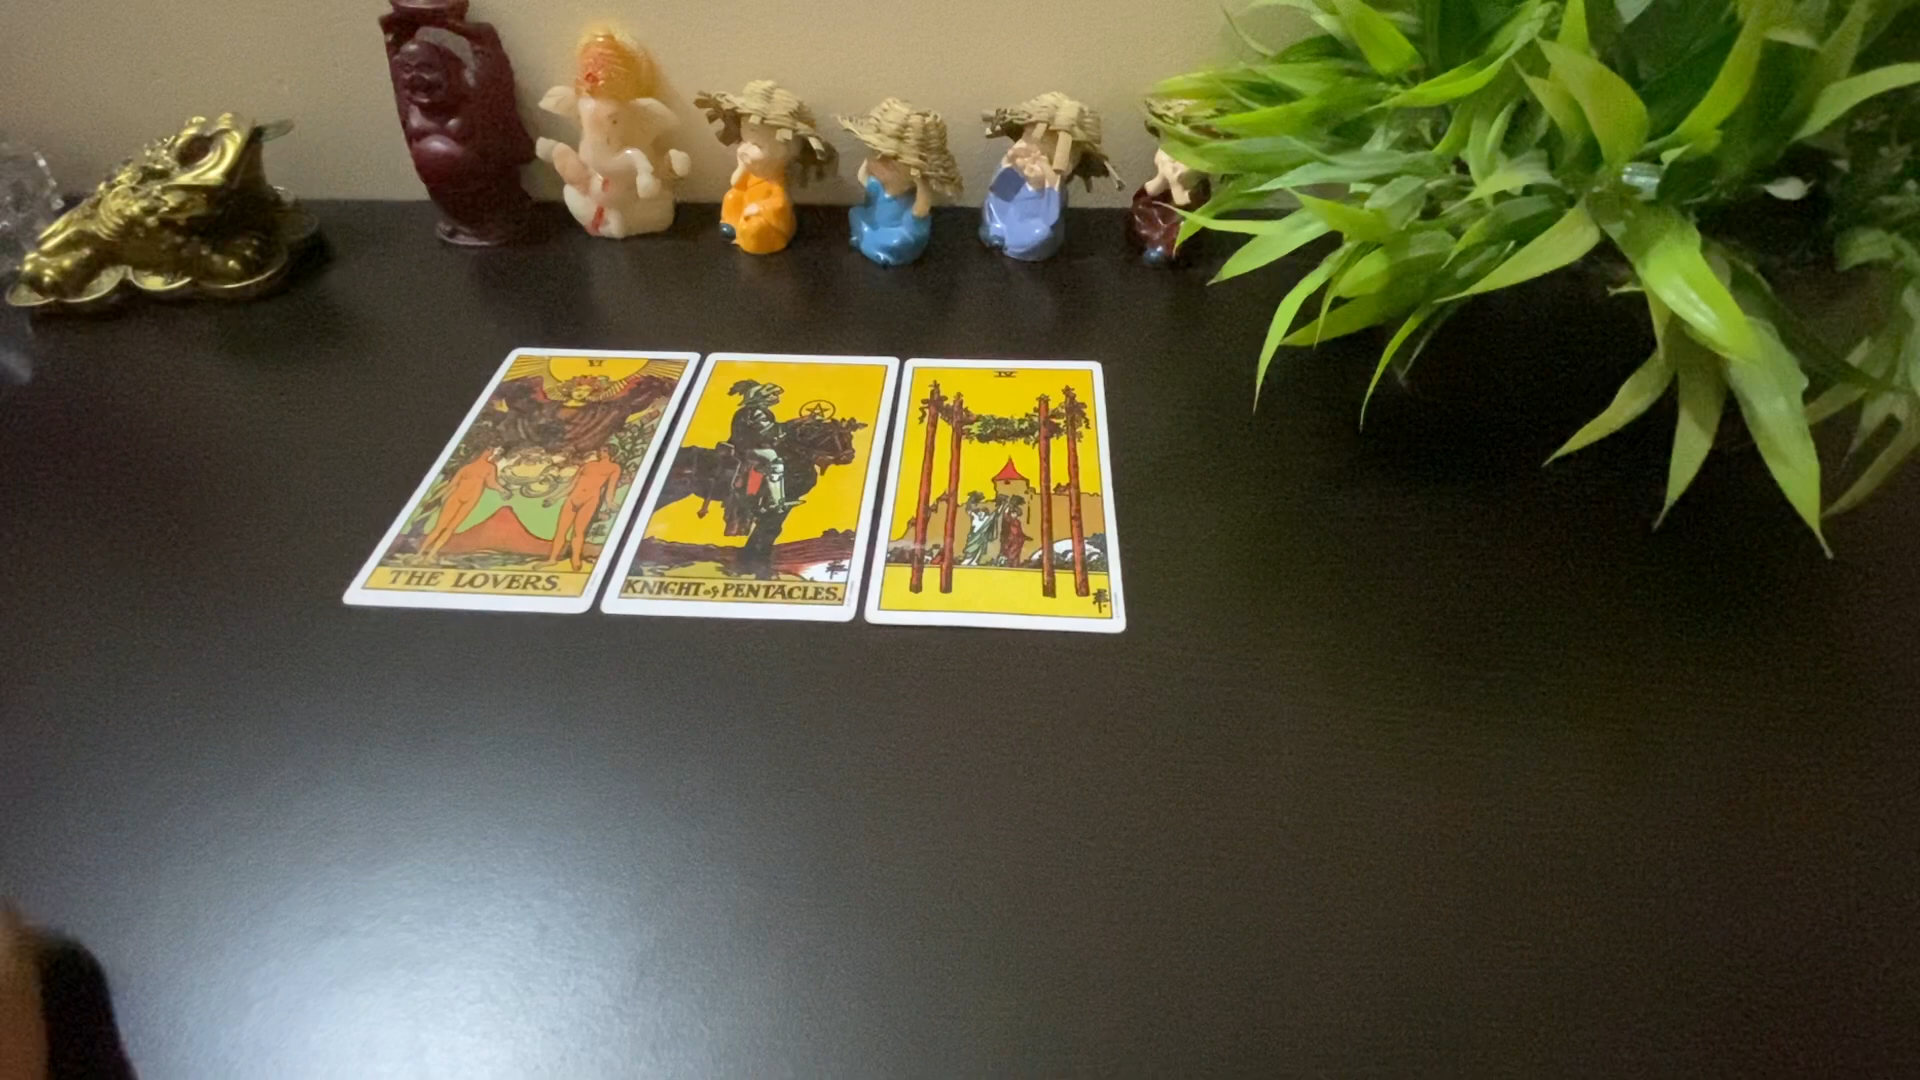 VI
THE LOVERS.
KNIGHT of PENTACLES.
IV